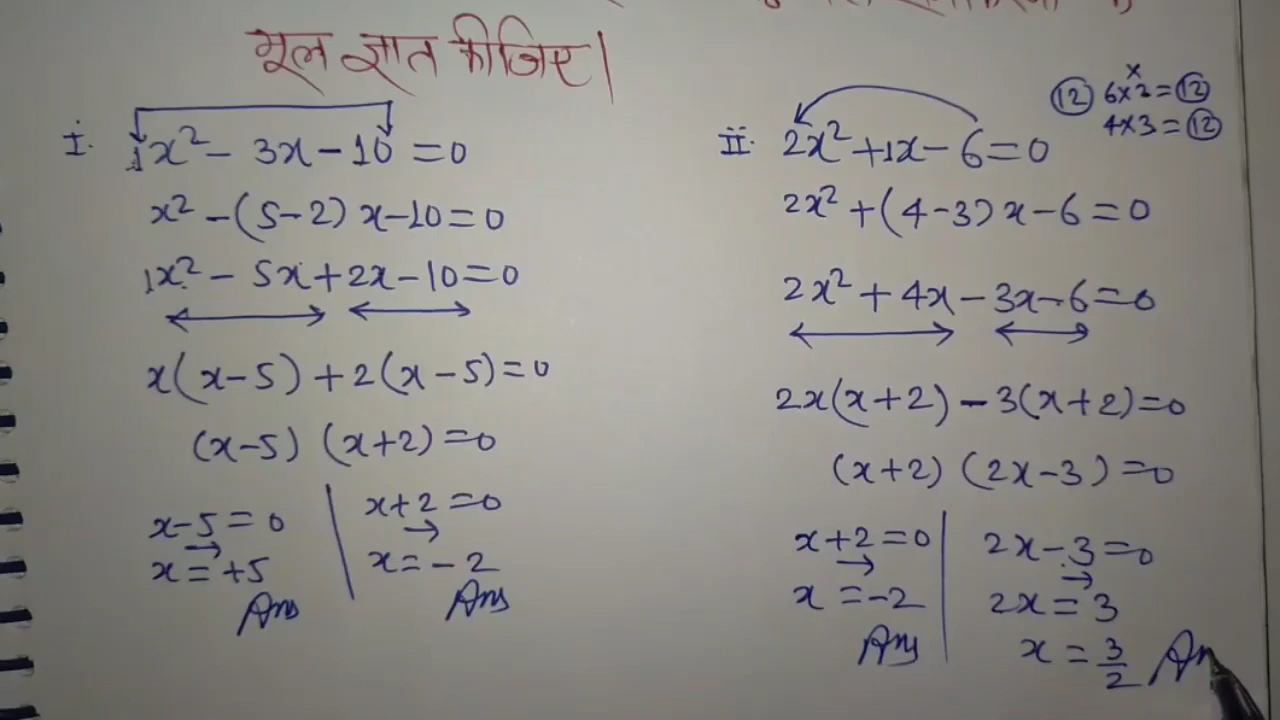 मूल ज्ञात कीजिए।
I. 1x² - 3x - 10 = 0
x² - (5-2) x - 10 = 0
1x² - 5x + 2x - 10 = 0
x(x-5) + 2(x-5) = 0
(x-5) (x+2) = 0
x-5 = 0
x = +5
Ans
x+2 = 0
x = -2
Ans
II. 2x² + 1x - 6 = 0
(12) 6×2 = (12)
4×3 = (12)
2x² + (4-3) x - 6 = 0
2x² + 4x - 3x - 6 = 0
2x(x+2) - 3(x+2) = 0
(x+2) (2x-3) = 0
x+2 = 0
x = -2
Ans
2x-3 = 0
2x = 3
x = 3/2 An